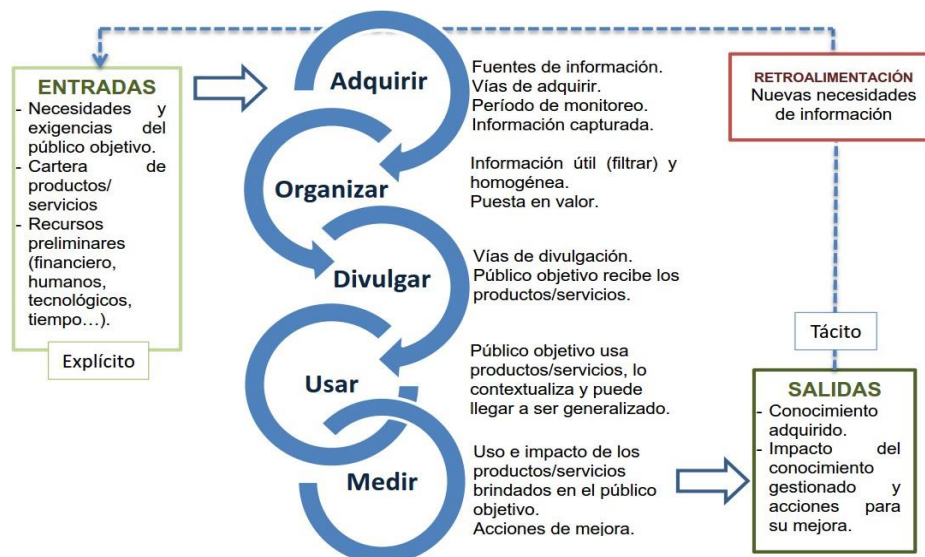 ENTRADAS
- Necesidades y
exigencias del
público objetivo.
- Cartera de
productos/
servicios
- Recursos
preliminares
(financiero,
humanos,
tecnológicos,
tiempo…).
Explícito
Adquirir
Fuentes de información.
Vías de adquirir.
Período de monitoreo.
Información capturada.
Organizar
Información útil (filtrar) y
homogénea.
Puesta en valor.
Divulgar
Vías de divulgación.
Público objetivo recibe los
productos/servicios.
Usar
Público objetivo usa
productos/servicios, lo
contextualiza y puede
llegar a ser generalizado.
Medir
Uso e impacto de los
productos/servicios
brindados en el público
objetivo.
Acciones de mejora.
RETROALIMENTACIÓN
Nuevas necesidades
de información
Tácito
SALIDAS
- Conocimiento
adquirido.
- Impacto del
conocimiento
gestionado y
acciones para
su mejora.